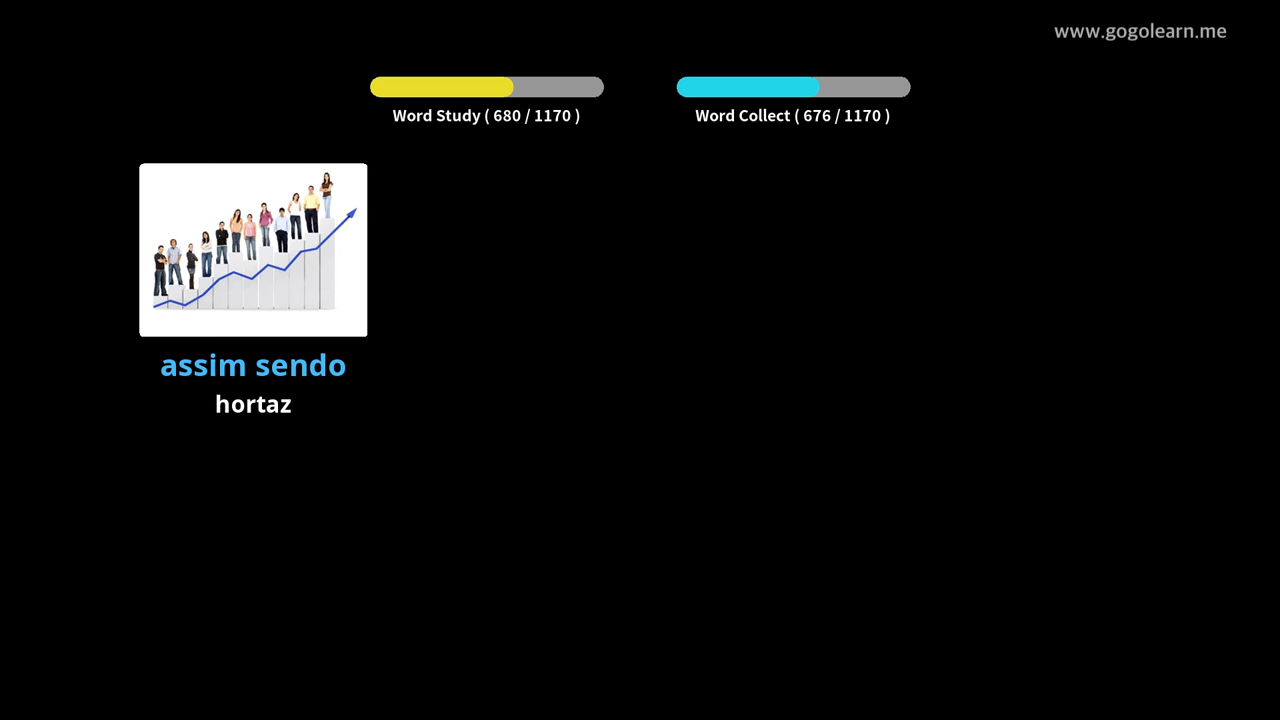 www.gogolearn.me
Word Study ( 680 / 1170 )
Word Collect ( 676 / 1170 )
assim sendo
hortaz